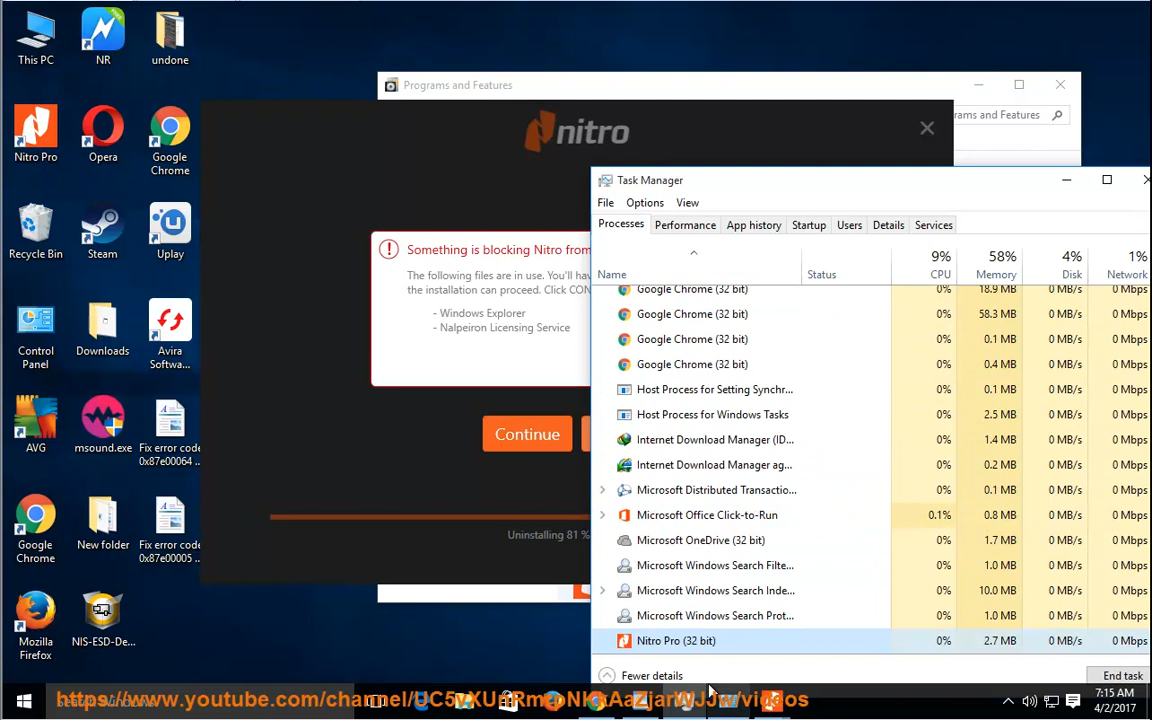 This PC
NR
undone
Nitro Pro
Opera
Google
Chrome
Recycle Bin
Steam
Uplay
Control
Panel
Downloads
Avira
Softwa...
AVG
msound.exe
Fix error code
0x87e00064 ...
Google
Chrome
New folder
Fix error code
0x87e00005 ...
Mozilla
Firefox
NIS-ESD-De...
Programs and Features
rams and Features
nitro
Something is blocking Nitro from
The following files are in use. You'll hav
the installation can proceed. Click CON
- Windows Explorer
- Nalpeiron Licensing Service
Continue
Uninstalling 81 %
Task Manager
File Options View
Processes Performance App history Startup Users Details Services
9% 58% 4% 1%
Name Status CPU Memory Disk Network
Google Chrome (32 bit) 0% 18.9 MB 0 MB/s 0 Mbps
Google Chrome (32 bit) 0% 58.3 MB 0 MB/s 0 Mbps
Google Chrome (32 bit) 0% 0.1 MB 0 MB/s 0 Mbps
Google Chrome (32 bit) 0% 0.4 MB 0 MB/s 0 Mbps
Host Process for Setting Synchr... 0% 0.1 MB 0 MB/s 0 Mbps
Host Process for Windows Tasks 0% 2.5 MB 0 MB/s 0 Mbps
Internet Download Manager (ID... 0% 1.4 MB 0 MB/s 0 Mbps
Internet Download Manager ag... 0% 0.2 MB 0 MB/s 0 Mbps
Microsoft Distributed Transactio... 0% 0.1 MB 0 MB/s 0 Mbps
Microsoft Office Click-to-Run 0.1% 0.8 MB 0 MB/s 0 Mbps
Microsoft OneDrive (32 bit) 0% 1.7 MB 0 MB/s 0 Mbps
Microsoft Windows Search Filte... 0% 1.0 MB 0 MB/s 0 Mbps
Microsoft Windows Search Inde... 0% 10.0 MB 0 MB/s 0 Mbps
Microsoft Windows Search Prot... 0% 1.0 MB 0 MB/s 0 Mbps
Nitro Pro (32 bit) 0% 2.7 MB 0 MB/s 0 Mbps
Fewer details End task
7:15 AM
4/2/2017